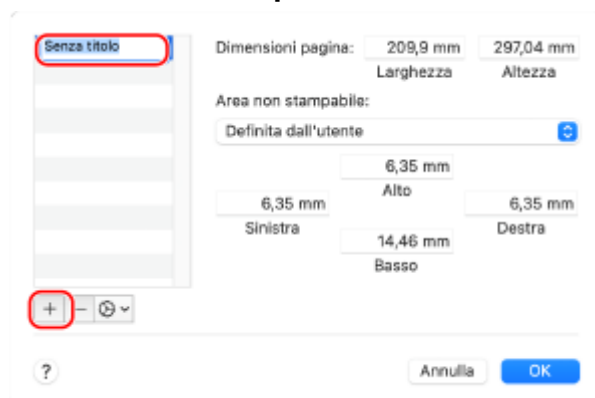 Senza titolo
Dimensioni pagina: 209,9 mm 297,04 mm
Larghezza Altezza
Area non stampabile:
Definita dall'utente
6,35 mm
Alto
6,35 mm 6,35 mm
Sinistra Destra
14,46 mm
Basso
+ −
?
Annulla OK